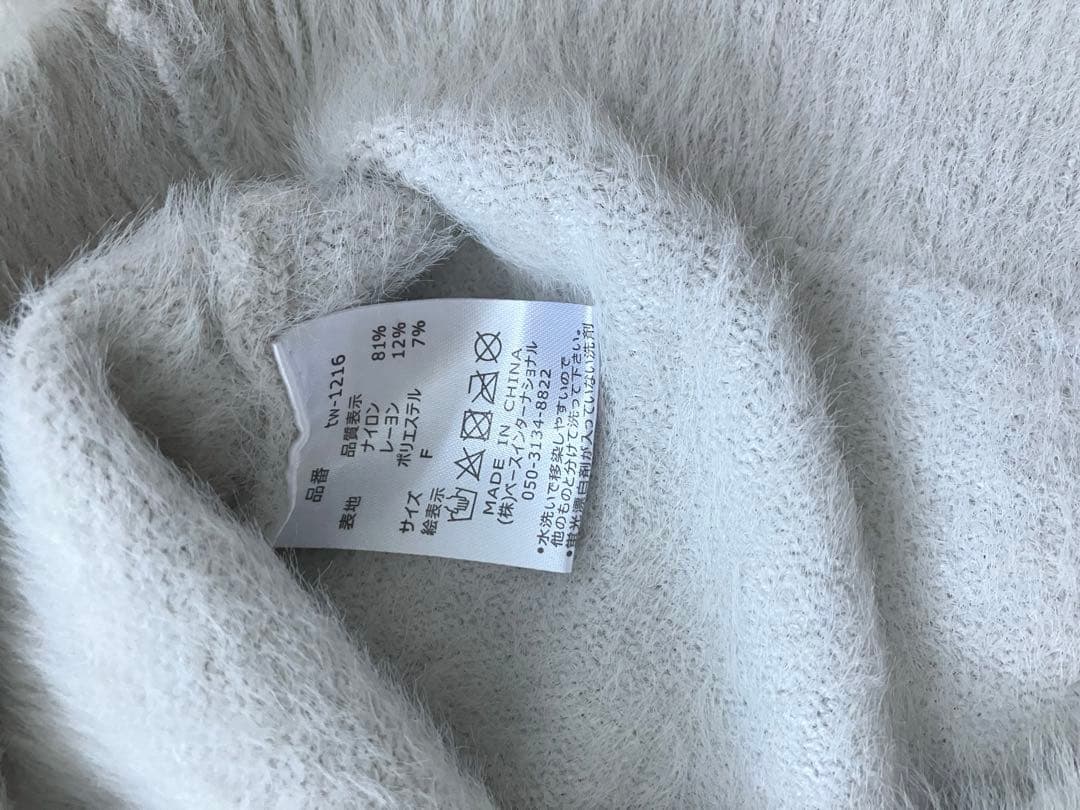 品番 tw-1216
品質表示
表地 ナイロン 81%
レーヨン 12%
ポリエステル 7%
サイズ F
絵表示
MADE IN CHINA
(株)ベースインターナショナル
050-3134-8822
•水洗いで移染しやすいので
他のものと分けて洗って下さい。
•蛍光漂白剤が入っていない洗剤